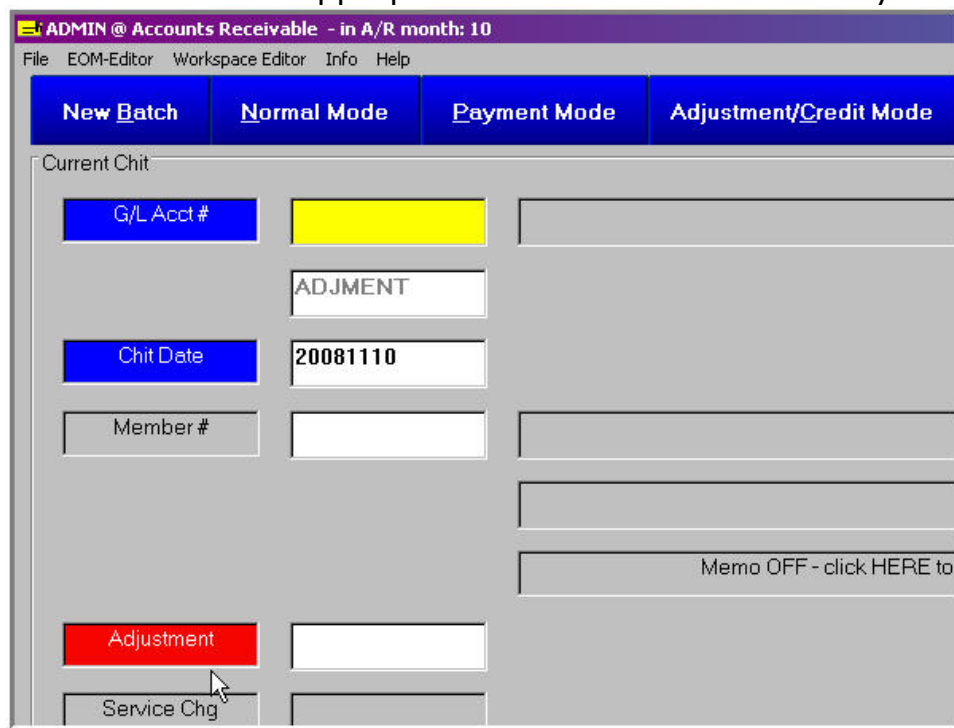 appropri
ADMIN @ Accounts Receivable - in A/R month: 10
File EOM-Editor Workspace Editor Info Help
New Batch Normal Mode Payment Mode Adjustment/Credit Mode
Current Chit
G/L Acct #
ADJMENT
Chit Date 20081110
Member #
Memo OFF - click HERE to
Adjustment
Service Chg